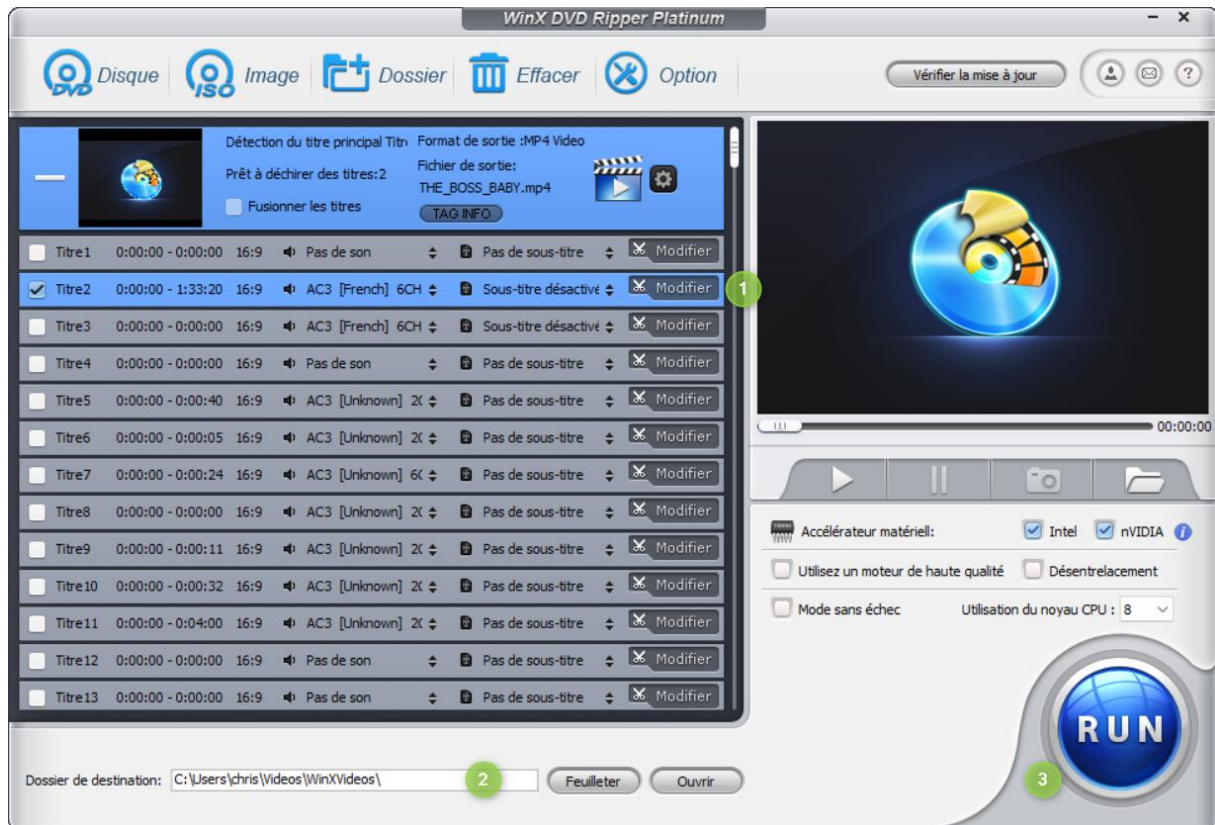 WinX DVD Ripper Platinum
DVD Disque ISO Image Dossier Effacer Option Vérifier la mise à jour ?
Détection du titre principal Format de sortie :MP4 Video
Prêt à déchirer des titres:2 Fichier de sortie:
THE_BOSS_BABY.mp4
Fusionner les titres TAG INFO
Titre1 0:00:00 - 0:00:00 16:9 Pas de son Pas de sous-titre Modifier
Titre2 0:00:00 - 1:33:20 16:9 AC3 [French] 6CH Sous-titre désactivé Modifier 1
Titre3 0:00:00 - 0:00:00 16:9 AC3 [French] 6CH Sous-titre désactivé Modifier
Titre4 0:00:00 - 0:00:00 16:9 Pas de son Pas de sous-titre Modifier
Titre5 0:00:00 - 0:00:40 16:9 AC3 [Unknown] Pas de sous-titre Modifier
Titre6 0:00:00 - 0:00:05 16:9 AC3 [Unknown] Pas de sous-titre Modifier
Titre7 0:00:00 - 0:00:24 16:9 AC3 [Unknown] Pas de sous-titre Modifier
Titre8 0:00:00 - 0:00:00 16:9 AC3 [Unknown] Pas de sous-titre Modifier
Titre9 0:00:00 - 0:00:11 16:9 AC3 [Unknown] Pas de sous-titre Modifier
Titre10 0:00:00 - 0:00:32 16:9 AC3 [Unknown] Pas de sous-titre Modifier
Titre11 0:00:00 - 0:04:00 16:9 AC3 [Unknown] Pas de sous-titre Modifier
Titre12 0:00:00 - 0:00:00 16:9 Pas de son Pas de sous-titre Modifier
Titre13 0:00:00 - 0:00:00 16:9 Pas de son Pas de sous-titre Modifier
00:00:00
Accélérateur matériell: Intel nVIDIA i
Utilisez un moteur de haute qualité Désentrelacement
Mode sans échec Utilisation du noyau CPU : 8
RUN
Dossier de destination: C:\Users\chris\Videos\WinXVideos\ 2 Feuilleter Ouvrir 3